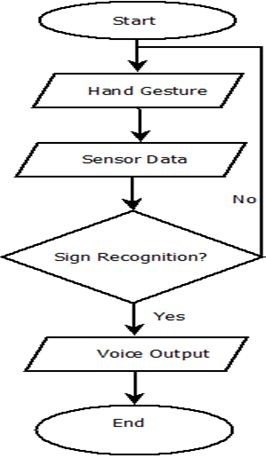 Start
Hand Gesture
Sensor Data
No
Sign Recognition?
Yes
Voice Output
End